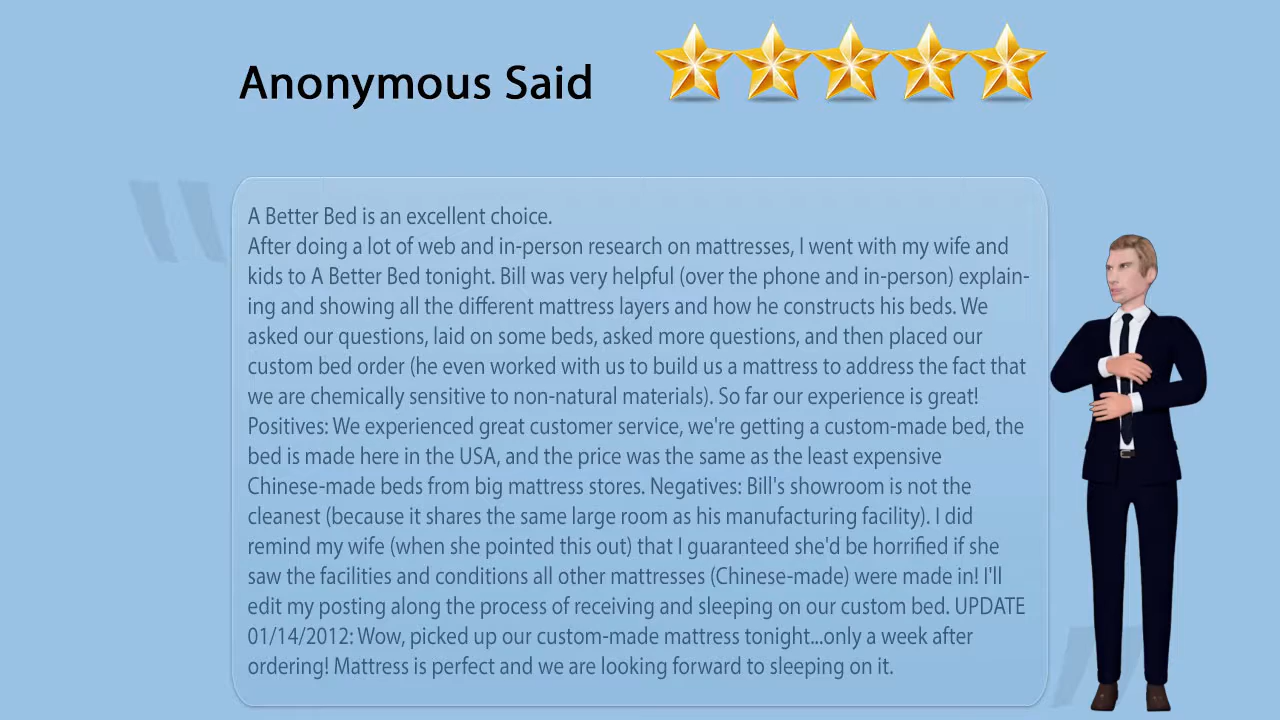 Anonymous Said
A Better Bed is an excellent choice.
After doing a lot of web and in-person research on mattresses, I went with my wife and
kids to A Better Bed tonight. Bill was very helpful (over the phone and in-person) explain-
ing and showing all the different mattress layers and how he constructs his beds. We
asked our questions, laid on some beds, asked more questions, and then placed our
custom bed order (he even worked with us to build us a mattress to address the fact that
we are chemically sensitive to non-natural materials). So far our experience is great!
Positives: We experienced great customer service, we're getting a custom-made bed, the
bed is made here in the USA, and the price was the same as the least expensive
Chinese-made beds from big mattress stores. Negatives: Bill's showroom is not the
cleanest (because it shares the same large room as his manufacturing facility). I did
remind my wife (when she pointed this out) that I guaranteed she'd be horrified if she
saw the facilities and conditions all other mattresses (Chinese-made) were made in! I'll
edit my posting along the process of receiving and sleeping on our custom bed. UPDATE
01/14/2012: Wow, picked up our custom-made mattress tonight...only a week after
ordering! Mattress is perfect and we are looking forward to sleeping on it.